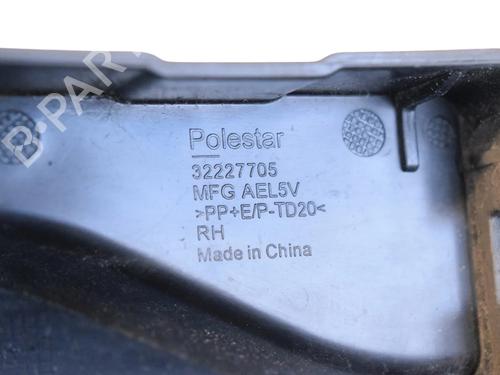 Polestar
32227705
MFG AEL5V
>PP+E/P-TD20<
RH
Made in China